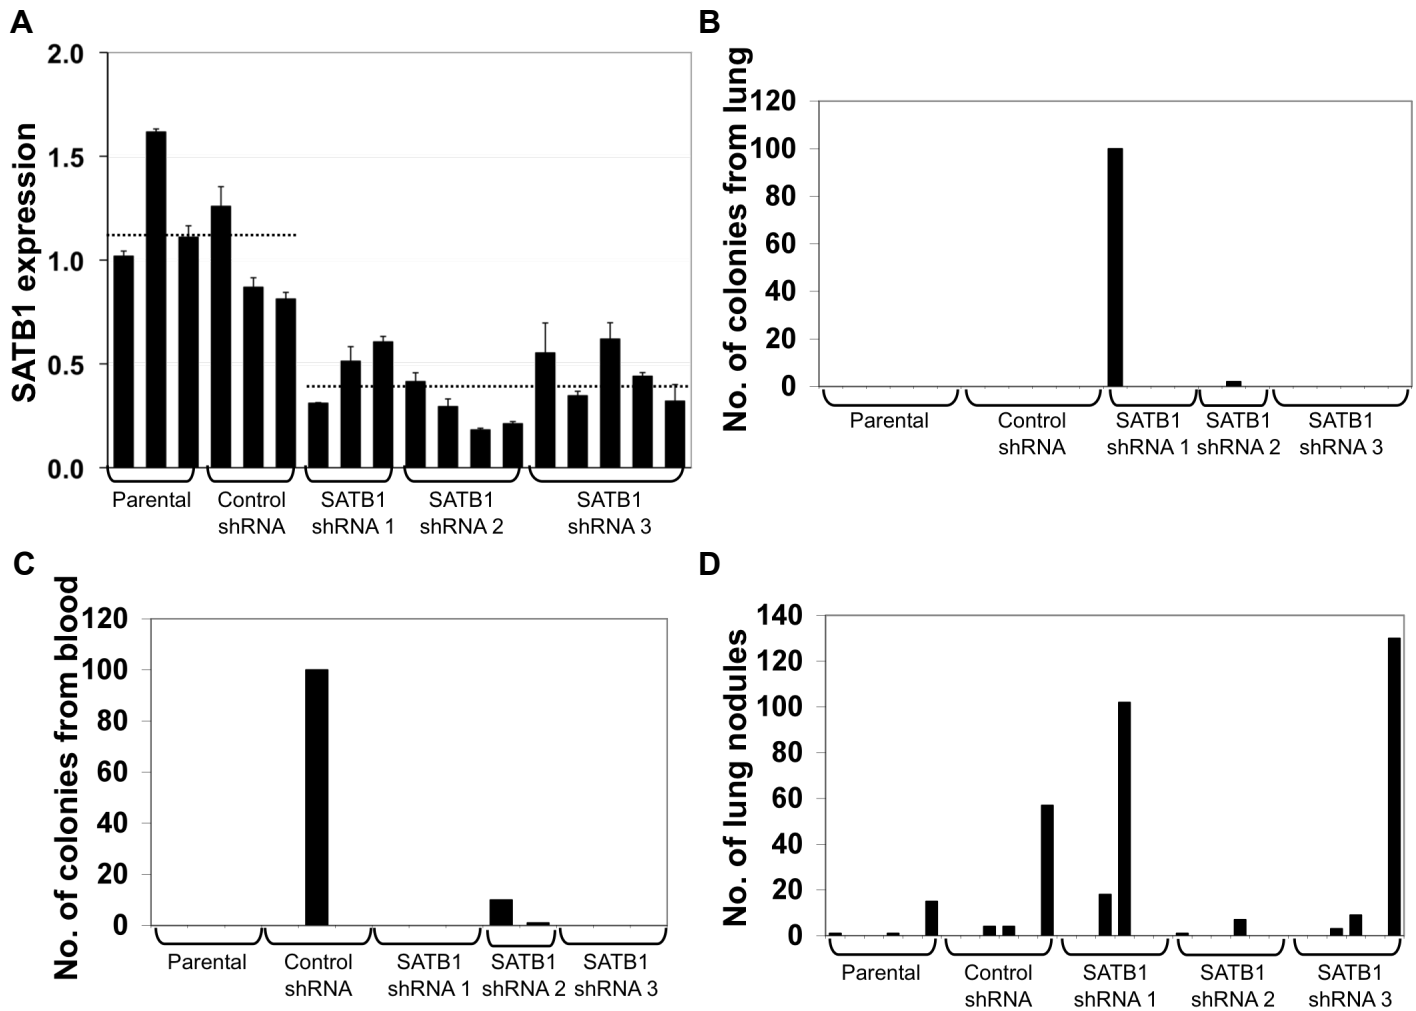 A
SATB1 expression
2.0
1.5
1.0
0.5
0.0
Parental
Control
shRNA
SATB1
shRNA 1
SATB1
shRNA 2
SATB1
shRNA 3
B
No. of colonies from lung
120
100
80
60
40
20
0
Parental
Control
shRNA
SATB1
shRNA 1
SATB1
shRNA 2
SATB1
shRNA 3
C
No. of colonies from blood
120
100
80
60
40
20
0
Parental
Control
shRNA
SATB1
shRNA 1
SATB1
shRNA 2
SATB1
shRNA 3
D
No. of lung nodules
140
120
100
80
60
40
20
0
Parental
Control
shRNA
SATB1
shRNA 1
SATB1
shRNA 2
SATB1
shRNA 3